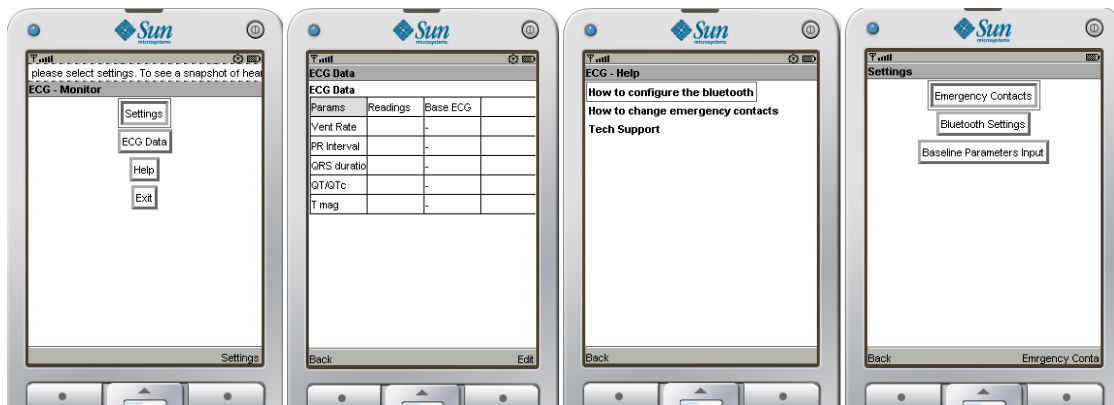 Sun
microsystems
please select settings. To see a snapshot of hear
ECG - Monitor
Settings
ECG Data
Help
Exit
Settings
Sun
microsystems
ECG Data
ECG Data
Params Readings Base ECG
Vent Rate -
PR Interval -
QRS duratio -
QT/QTc -
T mag -
Back Edit
Sun
microsystems
ECG - Help
How to configure the bluetooth
How to change emergency contacts
Tech Support
Back
Sun
microsystems
Settings
Emergency Contacts
Bluetooth Settings
Baseline Parameters Input
Back Emrgency Conta